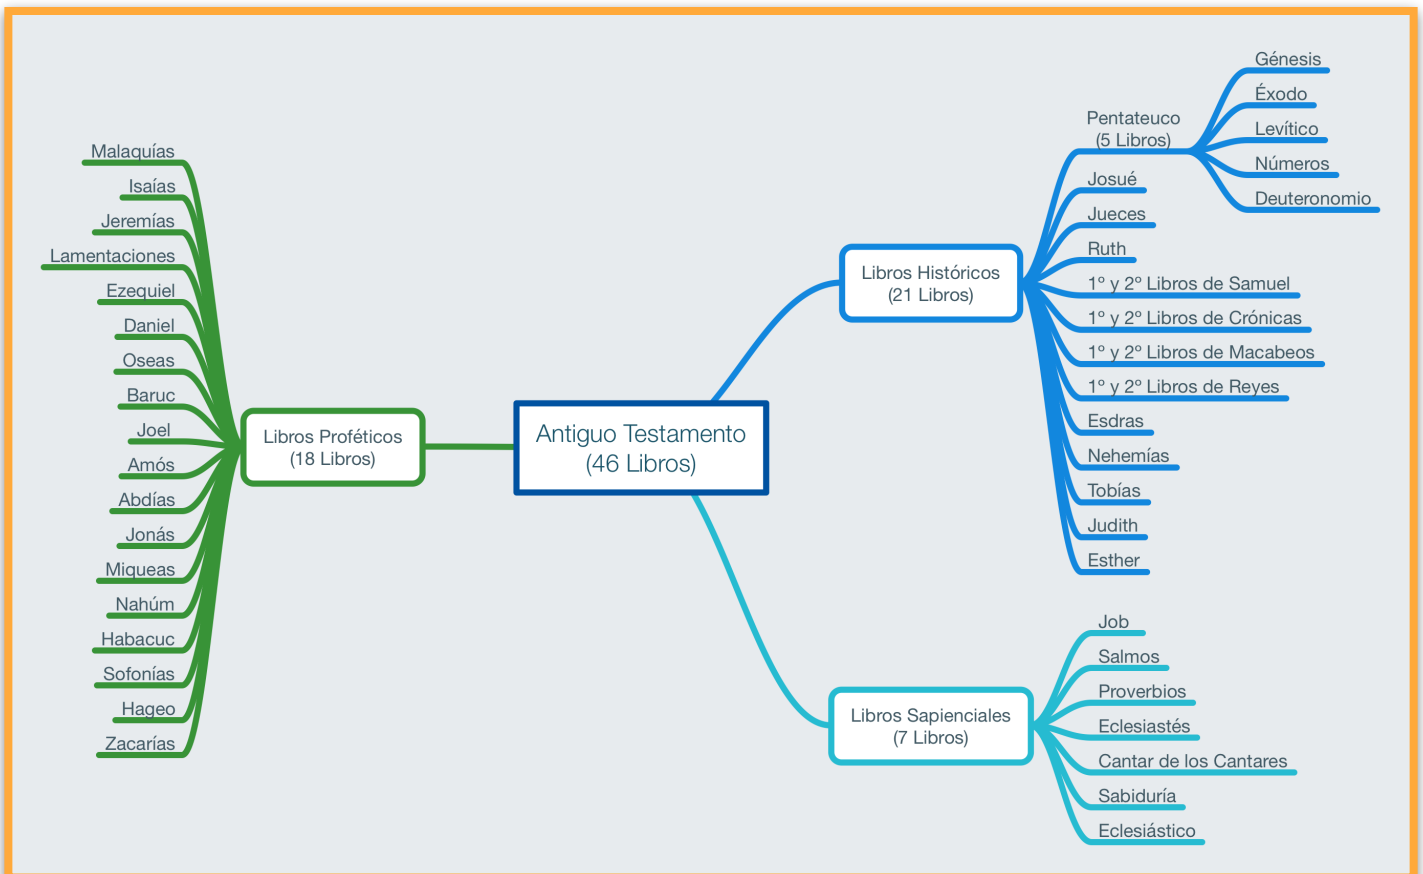 Antiguo Testamento
(46 Libros)
Libros Históricos
(21 Libros)
Pentateuco
(5 Libros)
Génesis
Éxodo
Levítico
Números
Deuteronomio
Josué
Jueces
Ruth
1º y 2º Libros de Samuel
1º y 2º Libros de Crónicas
1º y 2º Libros de Macabeos
1º y 2º Libros de Reyes
Esdras
Nehemías
Tobías
Judith
Esther
Libros Sapienciales
(7 Libros)
Job
Salmos
Proverbios
Eclesiastés
Cantar de los Cantares
Sabiduría
Eclesiástico
Libros Proféticos
(18 Libros)
Malaquías
Isaías
Jeremías
Lamentaciones
Ezequiel
Daniel
Oseas
Baruc
Joel
Amós
Abdías
Jonás
Miqueas
Nahúm
Habacuc
Sofonías
Hageo
Zacarías